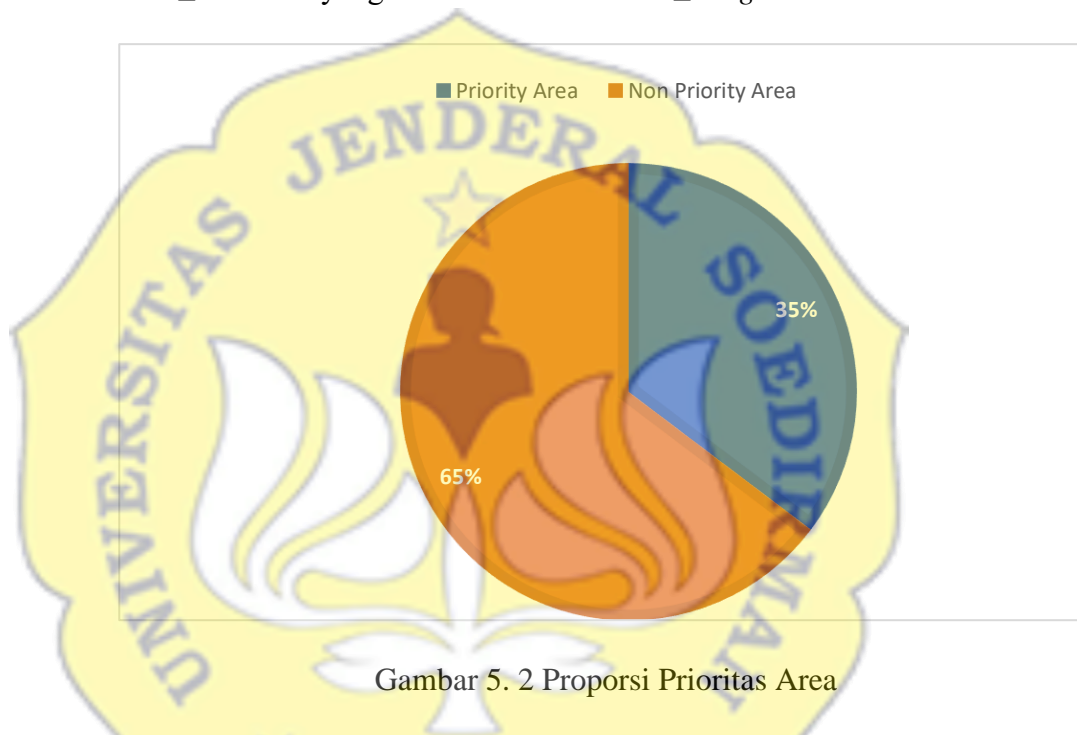 Priority Area Non Priority Area
UNIVERSITAS JENDERAL SOEDIRMAN
35%
65%
Gambar 5. 2 Proporsi Prioritas Area